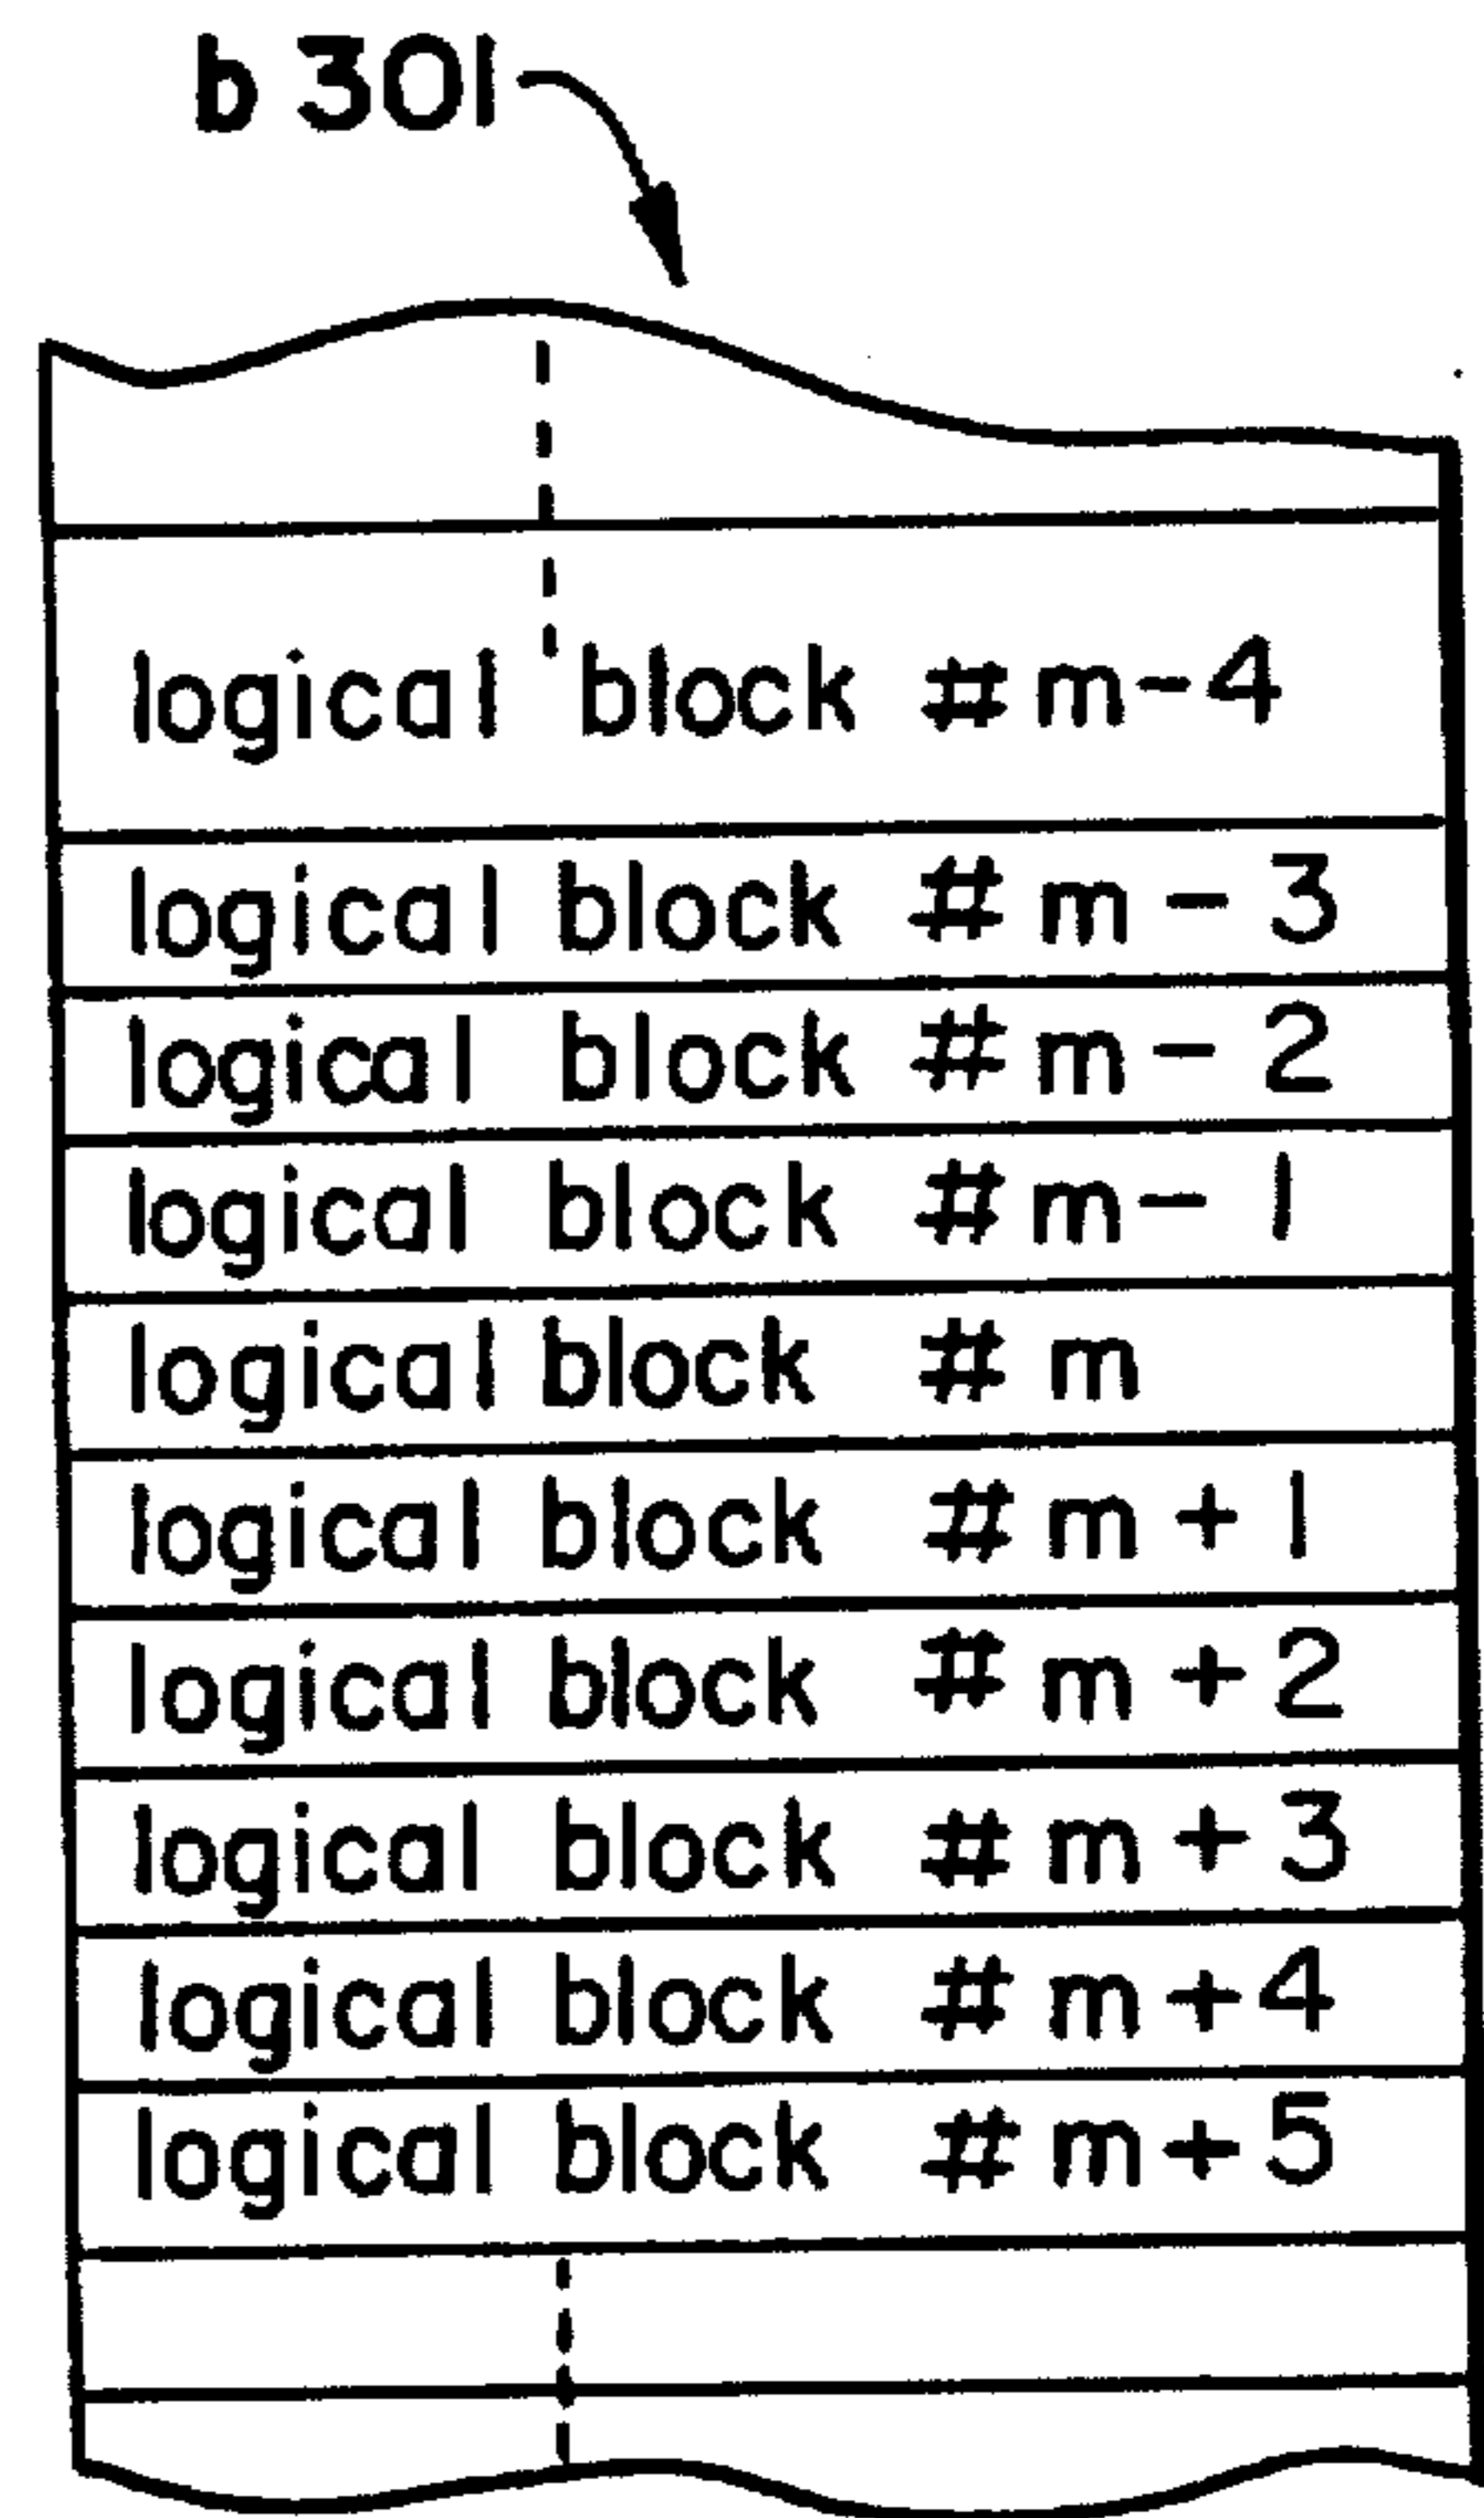 b 301
logical block # m-4
logical block # m - 3
logical block # m - 2
logical block # m - 1
logical block # m
logical block # m + 1
logical block # m + 2
logical block # m + 3
logical block # m + 4
logical block # m + 5